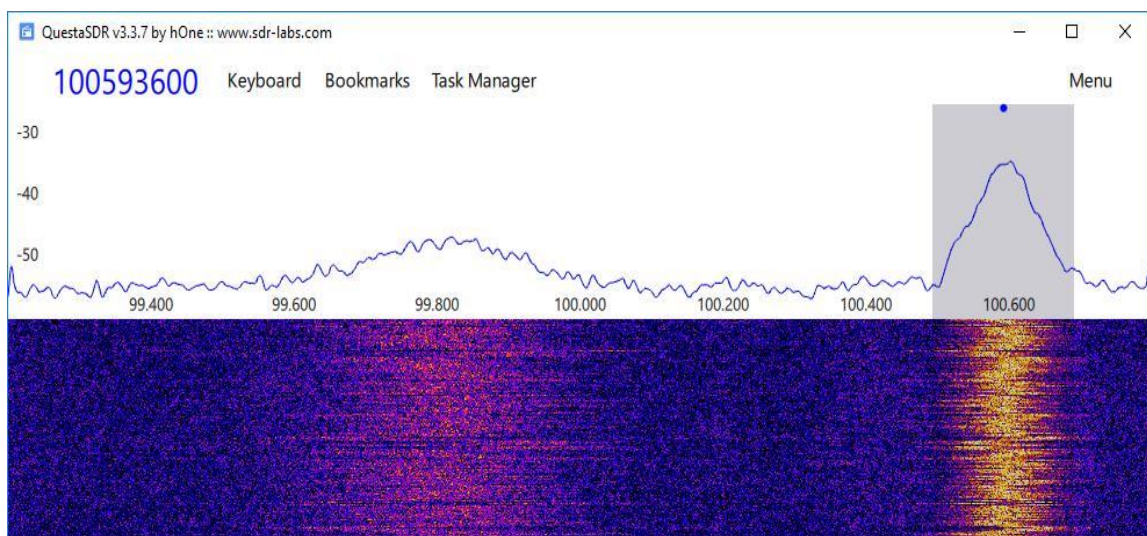 QuestaSDR v3.3.7 by hOne :: www.sdr-labs.com
100593600 Keyboard Bookmarks Task Manager Menu
-30
-40
-50
99.400 99.600 99.800 100.000 100.200 100.400 100.600